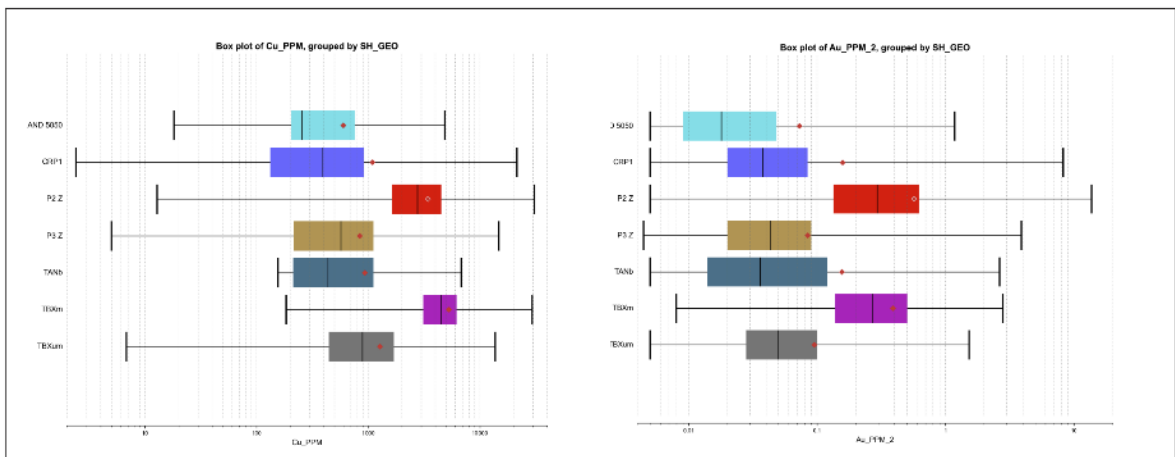 Box plot of Cu_PPM, grouped by SH_GEO
AND 5050
CRP1
P2 Z
P3 Z
TANb
TBXm
TBXum
10
100
1000
10000
Cu_PPM
Box plot of Au_PPM_2, grouped by SH_GEO
D 5050
CRP1
P2 Z
P3 Z
TANb
TBXm
TBXum
0.01
0.1
1
10
Au_PPM_2